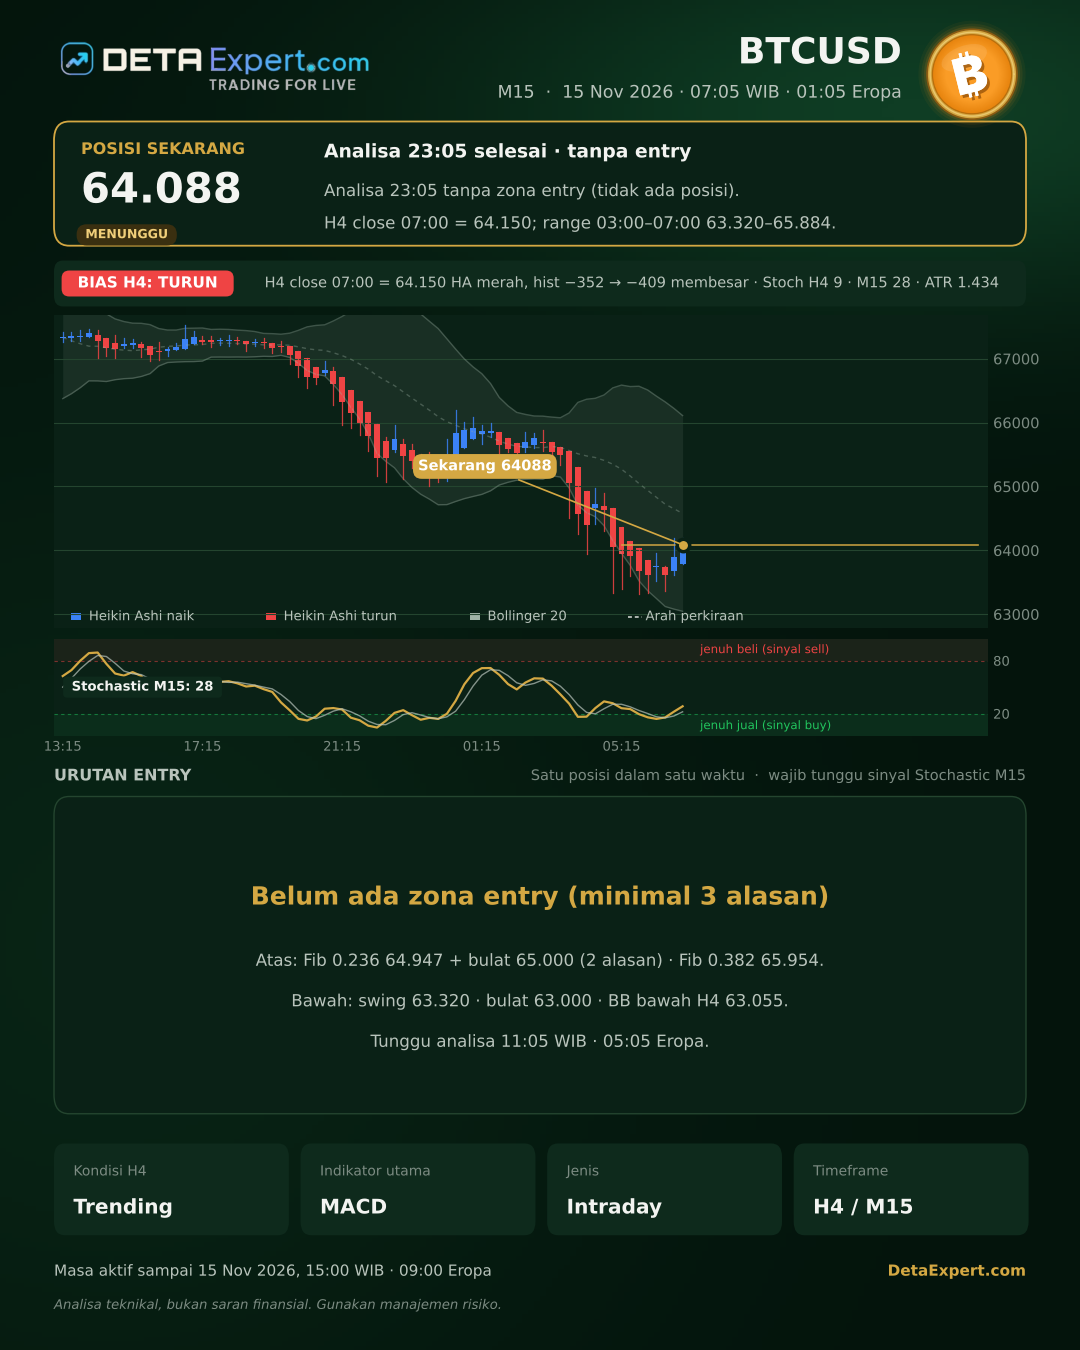 DETA Expert.com
TRADING FOR LIVE
BTCUSD
M15 · 15 Nov 2026 · 07:05 WIB · 01:05 Eropa
POSISI SEKARANG
64.088
MENUNGGU
Analisa 23:05 selesai · tanpa entry
Analisa 23:05 tanpa zona entry (tidak ada posisi).
H4 close 07:00 = 64.150; range 03:00–07:00 63.320–65.884.
BIAS H4: TURUN
H4 close 07:00 = 64.150 HA merah, hist −352 → −409 membesar · Stoch H4 9 · M15 28 · ATR 1.434
67000
66000
65000
64000
63000
Sekarang 64088
Heikin Ashi naik
Heikin Ashi turun
Bollinger 20
Arah perkiraan
jenuh beli (sinyal sell)
80
Stochastic M15: 28
20
jenuh jual (sinyal buy)
13:15
17:15
21:15
01:15
05:15
URUTAN ENTRY
Satu posisi dalam satu waktu · wajib tunggu sinyal Stochastic M15
Belum ada zona entry (minimal 3 alasan)
Atas: Fib 0.236 64.947 + bulat 65.000 (2 alasan) · Fib 0.382 65.954.
Bawah: swing 63.320 · bulat 63.000 · BB bawah H4 63.055.
Tunggu analisa 11:05 WIB · 05:05 Eropa.
Kondisi H4
Trending
Indikator utama
MACD
Jenis
Intraday
Timeframe
H4 / M15
Masa aktif sampai 15 Nov 2026, 15:00 WIB · 09:00 Eropa
DetaExpert.com
Analisa teknikal, bukan saran finansial. Gunakan manajemen risiko.